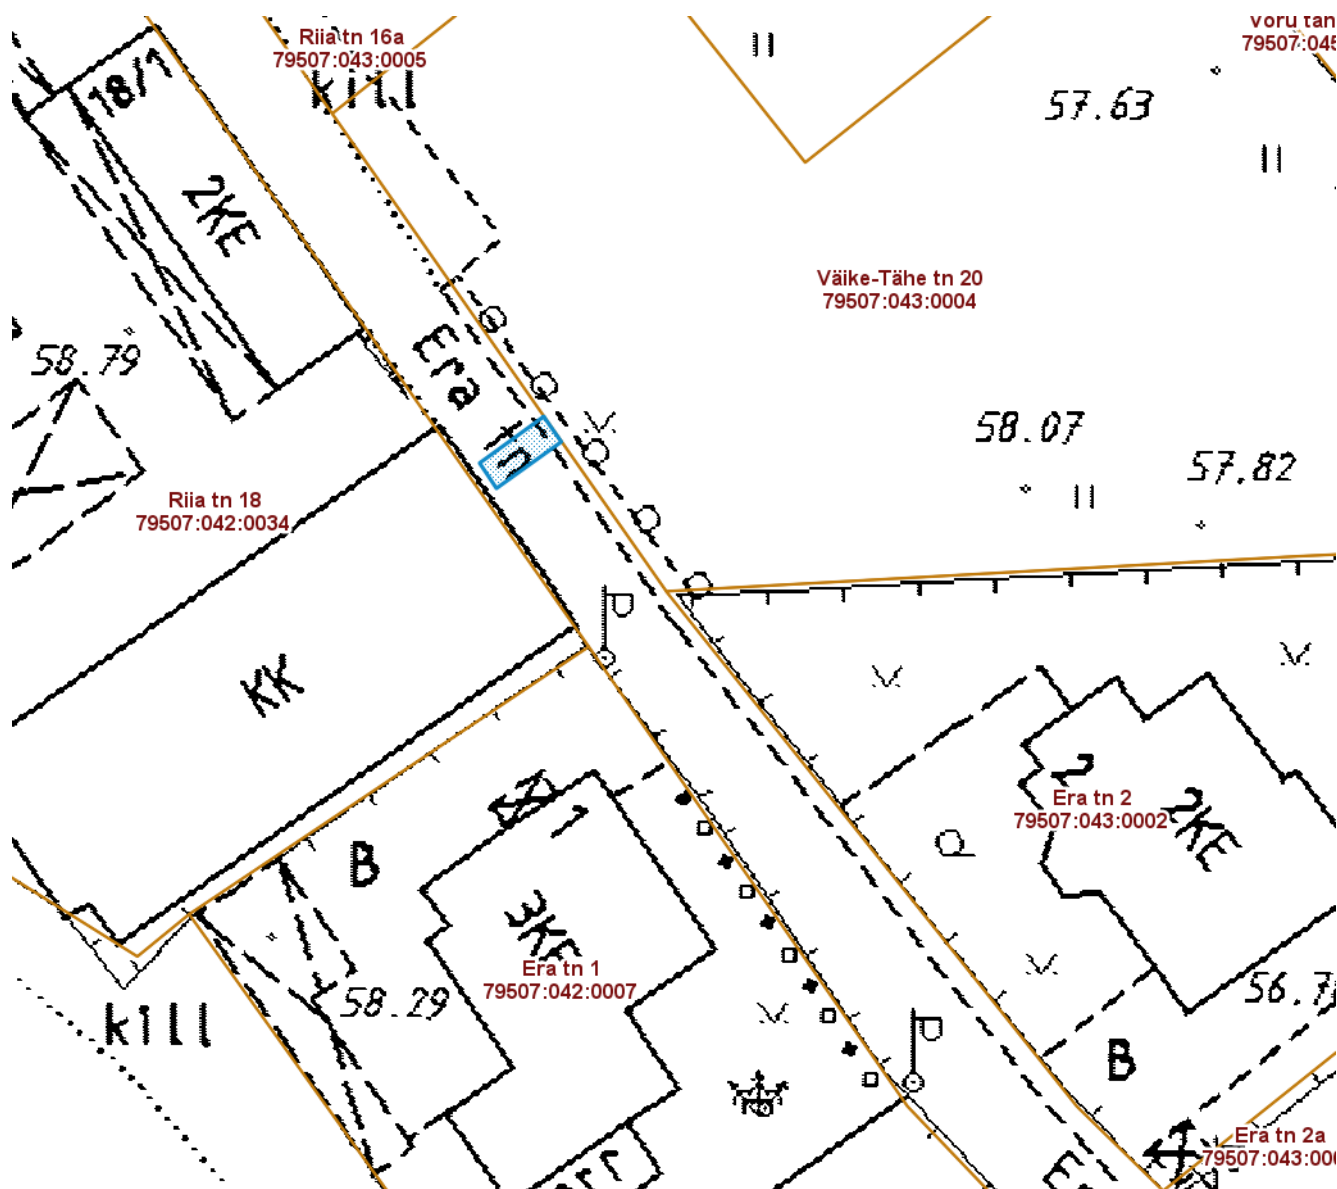 Riia tn 16a
79507:043:0005
kill
18/1
2KE
57.63
Väike-Tähe tn 20
79507:043:0004
Era tn
58.79
58.07
57.82
Riia tn 18
79507:042:0034
KK
B
1
3KE
Era tn 1
79507:042:0007
58.29
kill
2
Era tn 2
79507:043:0002
2KE
B
Era tn 2a